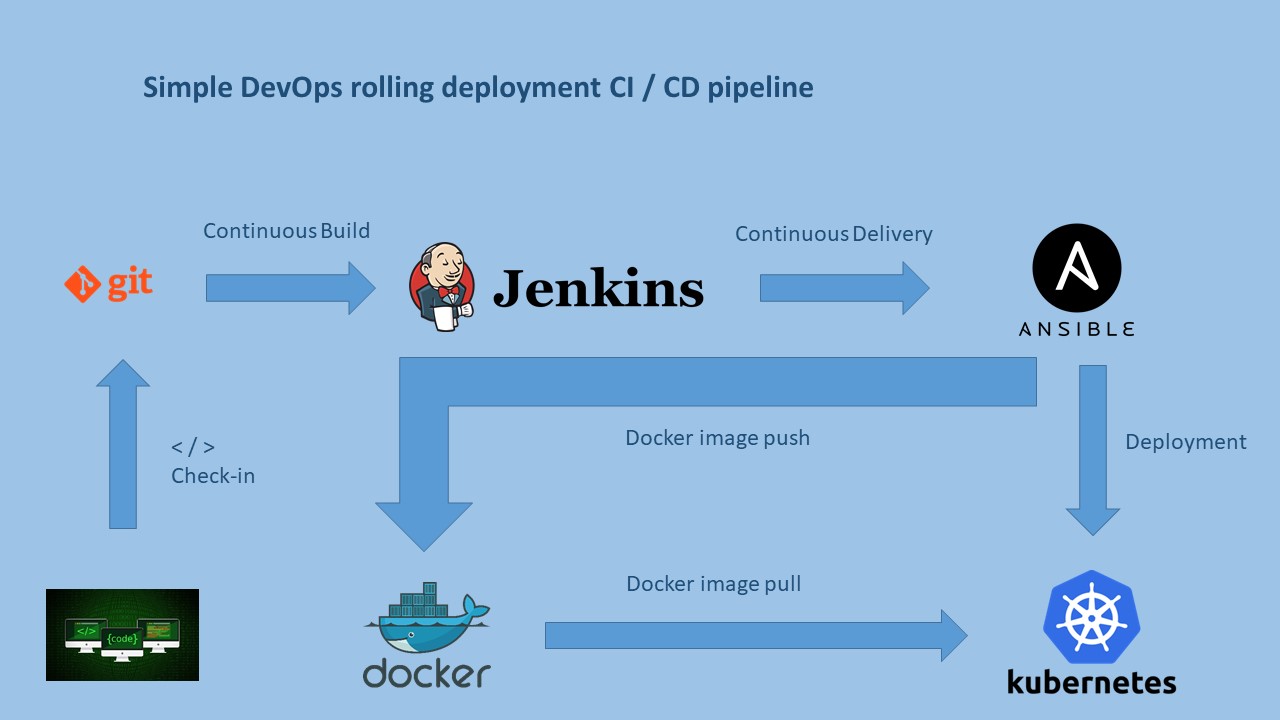 Simple DevOps rolling deployment CI / CD pipeline
Continuous Build
Continuous Delivery
git
Jenkins
ANSIBLE
Docker image push
< / >
Check-in
Deployment
Docker image pull
</>
{code}
docker
kubernetes